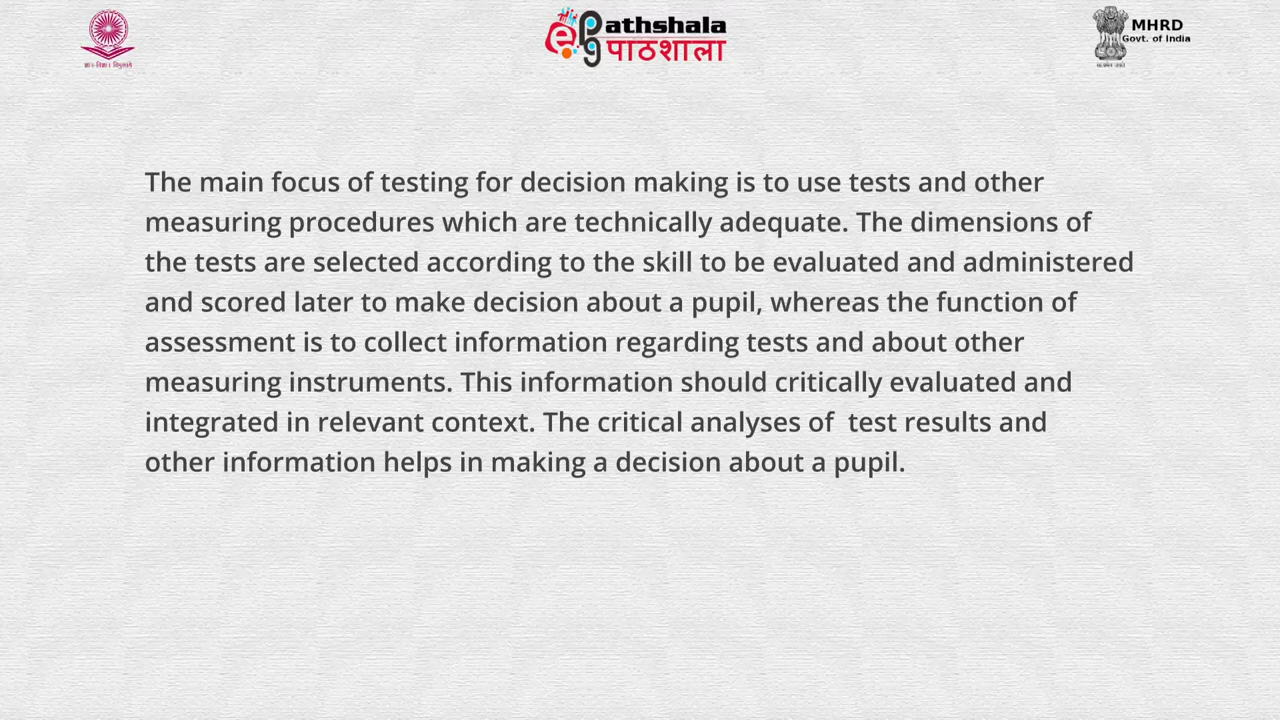 ePathshala
पाठशाला
MHRD
Govt. of India
The main focus of testing for decision making is to use tests and other
measuring procedures which are technically adequate. The dimensions of
the tests are selected according to the skill to be evaluated and administered
and scored later to make decision about a pupil, whereas the function of
assessment is to collect information regarding tests and about other
measuring instruments. This information should critically evaluated and
integrated in relevant context. The critical analyses of  test results and
other information helps in making a decision about a pupil.